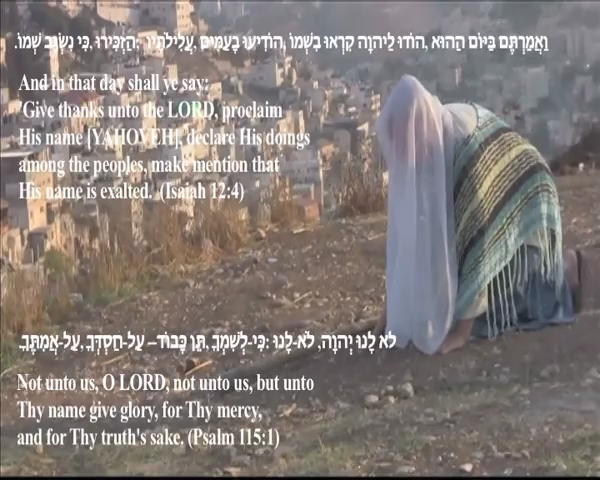 וַאֲמַרְתֶּם בַּיּוֹם הַהוּא, הוֹדוּ לַיהוָה קִרְאוּ בִשְׁמוֹ, הוֹדִיעוּ בָעַמִּים, עֲלִילֹתָיו; הַזְכִּירוּ, כִּי נִשְׂגָּב שְׁמוֹ.
And in that day shall ye say:
'Give thanks unto the LORD, proclaim
His name [YAHOVEH], declare His doings
among the peoples, make mention that
His name is exalted. (Isaiah 12:4)
לֹא לָנוּ יְהוָה, לֹא-לָנוּ: כִּי-לְשִׁמְךָ, תֵּן כָּבוֹד– עַל-חַסְדְּךָ, עַל-אֲמִתֶּךָ.
Not unto us, O LORD, not unto us, but unto
Thy name give glory, for Thy mercy,
and for Thy truth's sake. (Psalm 115:1)